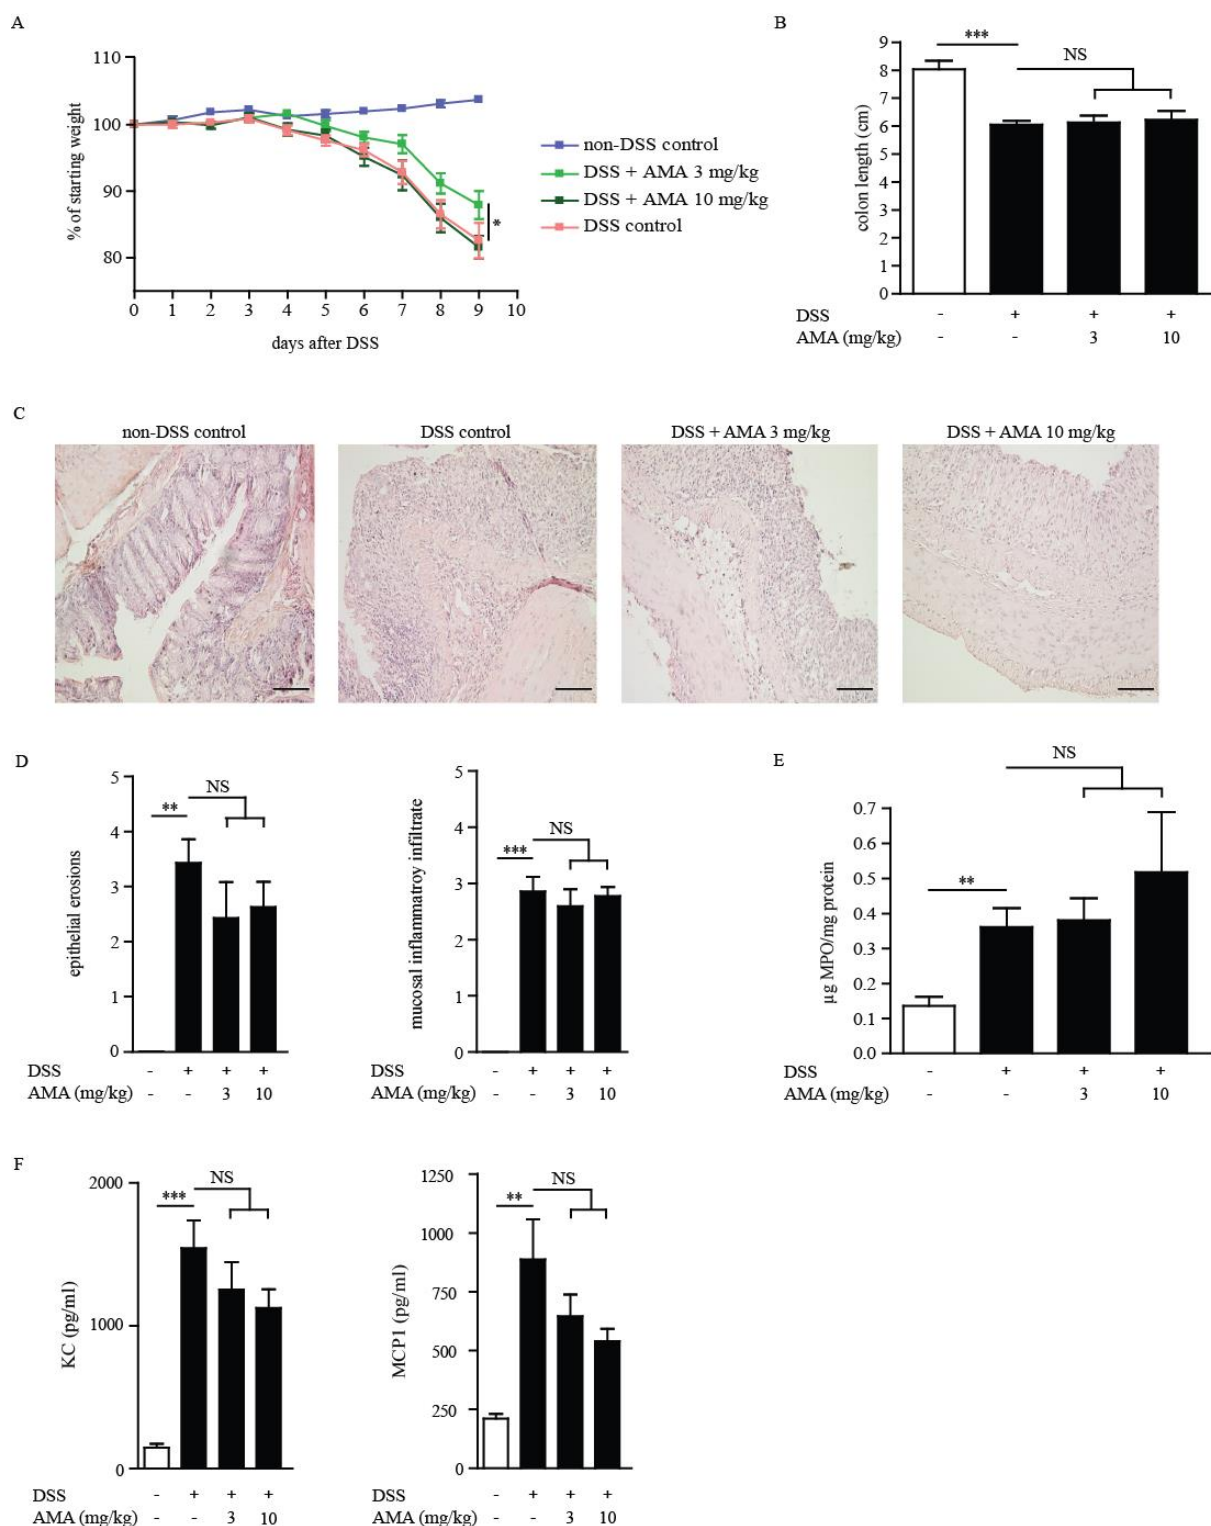 A
110
100
90
80
% of starting weight
0 1 2 3 4 5 6 7 8 9 10
days after DSS
*
non-DSS control
DSS + AMA 3 mg/kg
DSS + AMA 10 mg/kg
DSS control
B
***
NS
9
8
7
6
5
4
3
2
1
0
colon length (cm)
DSS - + + +
AMA (mg/kg) - - 3 10
C
non-DSS control
DSS control
DSS + AMA 3 mg/kg
DSS + AMA 10 mg/kg
D
**
NS
5
4
3
2
1
0
epithelial erosions
DSS - + + +
AMA (mg/kg) - - 3 10
***
NS
5
4
3
2
1
0
mucosal inflammatroy infiltrate
DSS - + + +
AMA (mg/kg) - - 3 10
E
NS
**
0.7
0.6
0.5
0.4
0.3
0.2
0.1
0.0
µg MPO/mg protein
DSS - + + +
AMA (mg/kg) - - 3 10
F
***
NS
2000
1000
0
KC (pg/ml)
DSS - + + +
AMA (mg/kg) - - 3 10
**
NS
1250
1000
750
500
250
0
MCP1 (pg/ml)
DSS - + + +
AMA (mg/kg) - - 3 10